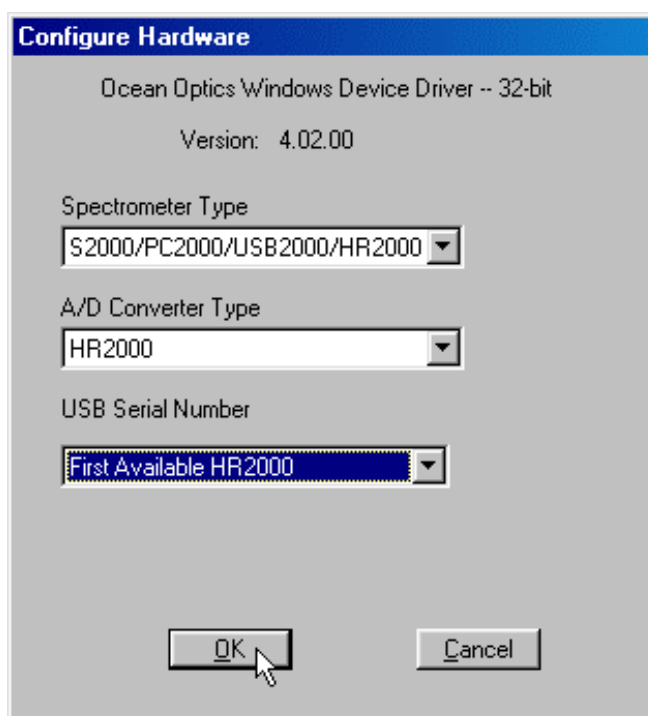 Configure Hardware
Ocean Optics Windows Device Driver -- 32-bit
Version: 4.02.00
Spectrometer Type
S2000/PC2000/USB2000/HR2000
A/D Converter Type
HR2000
USB Serial Number
First Available HR2000
OK Cancel